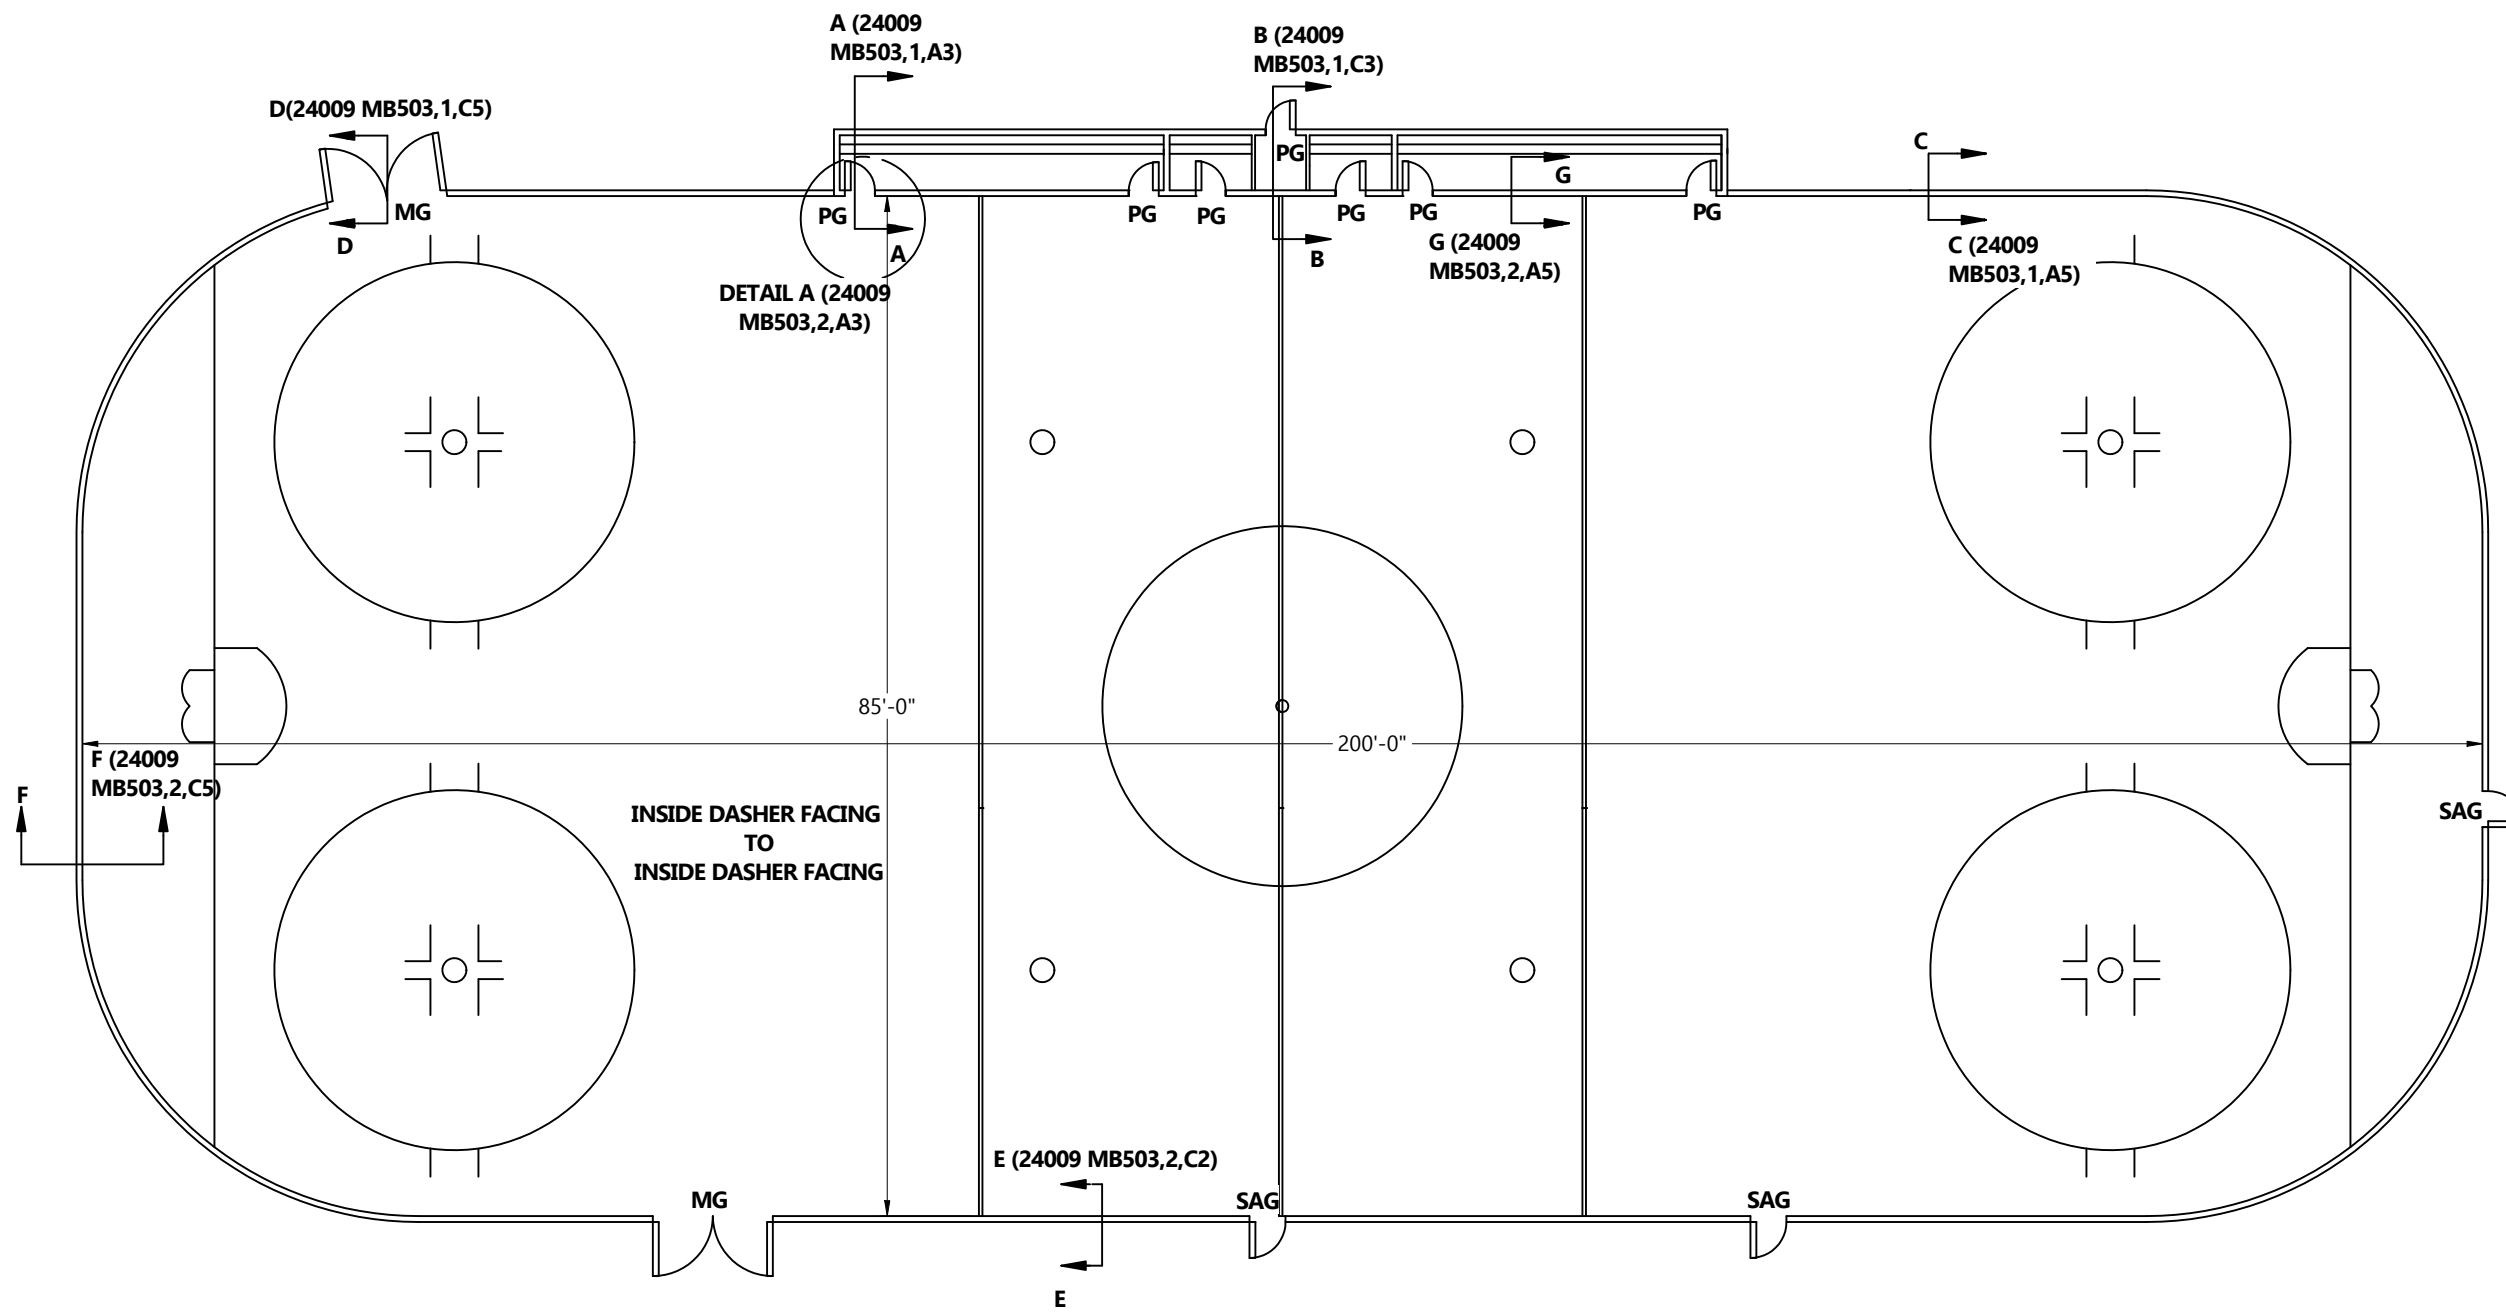 A (24009
MB503,1,A3)
B (24009
MB503,1,C3)
D(24009 MB503,1,C5)
C
PG
G
MG
PG
PG
PG
PG
PG
PG
D
A
B
G (24009
MB503,2,A5)
C (24009
MB503,1,A5)
DETAIL A (24009
MB503,2,A3)
85'-0"
200'-0"
F (24009
MB503,2,C5)
F
INSIDE DASHER FACING
TO
INSIDE DASHER FACING
SAG
E (24009 MB503,2,C2)
MG
SAG
SAG
E